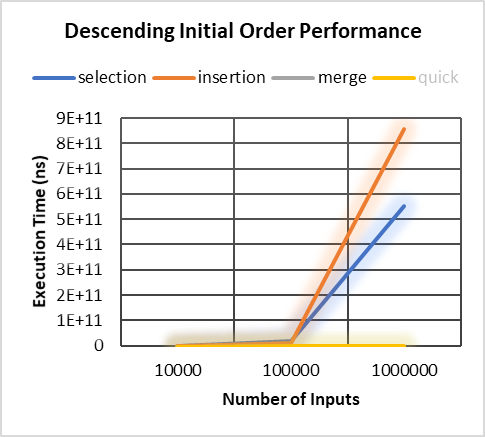 Descending Initial Order Performance
selection insertion merge quick
Execution Time (ns)
9E+11
8E+11
7E+11
6E+11
5E+11
4E+11
3E+11
2E+11
1E+11
0
10000 100000 1000000
Number of Inputs